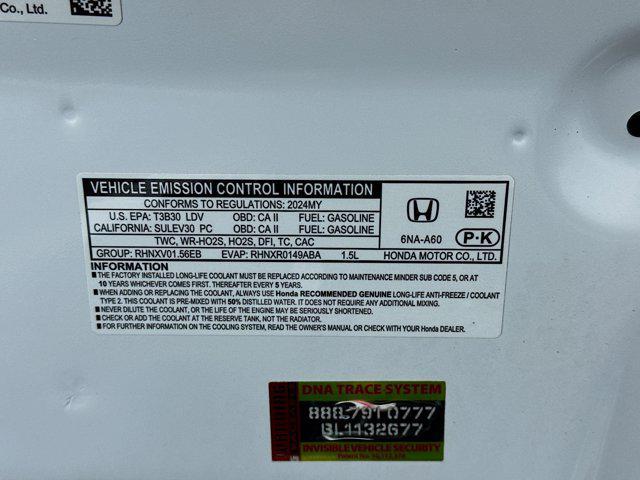 Co., Ltd.
VEHICLE EMISSION CONTROL INFORMATION
CONFORMS TO REGULATIONS: 2024MY
U.S. EPA: T3B30 LDV OBD: CA II FUEL: GASOLINE
CALIFORNIA: SULEV30 PC OBD: CA II FUEL: GASOLINE
TWC, WR-HO2S, HO2S, DFI, TC, CAC
GROUP: RHNXV01.56EB EVAP: RHNXR0149ABA 1.5L
6NA-A60 P-K
HONDA MOTOR CO., LTD.
INFORMATION
■ THE FACTORY INSTALLED LONG-LIFE COOLANT MUST BE REPLACED ACCORDING TO MAINTENANCE MINDER SUB CODE 5, OR AT
10 YEARS WHICHEVER COMES FIRST. THEREAFTER EVERY 5 YEARS.
■ WHEN ADDING OR REPLACING THE COOLANT, ALWAYS USE Honda RECOMMENDED GENUINE LONG-LIFE ANTI-FREEZE / COOLANT
TYPE 2. THIS COOLANT IS PRE-MIXED WITH 50% DISTILLED WATER. IT DOES NOT REQUIRE ANY ADDITIONAL MIXING.
■ NEVER DILUTE THE COOLANT, OR THE LIFE OF THE ENGINE MAY BE SERIOUSLY SHORTENED.
■ CHECK OR ADD THE COOLANT AT THE RESERVE TANK, NOT THE RADIATOR.
■ FOR FURTHER INFORMATION ON THE COOLING SYSTEM, READ THE OWNER'S MANUAL OR CHECK WITH YOUR Honda DEALER.
DNA TRACE SYSTEM
BL1132677
INVISIBLE VEHICLE SECURITY